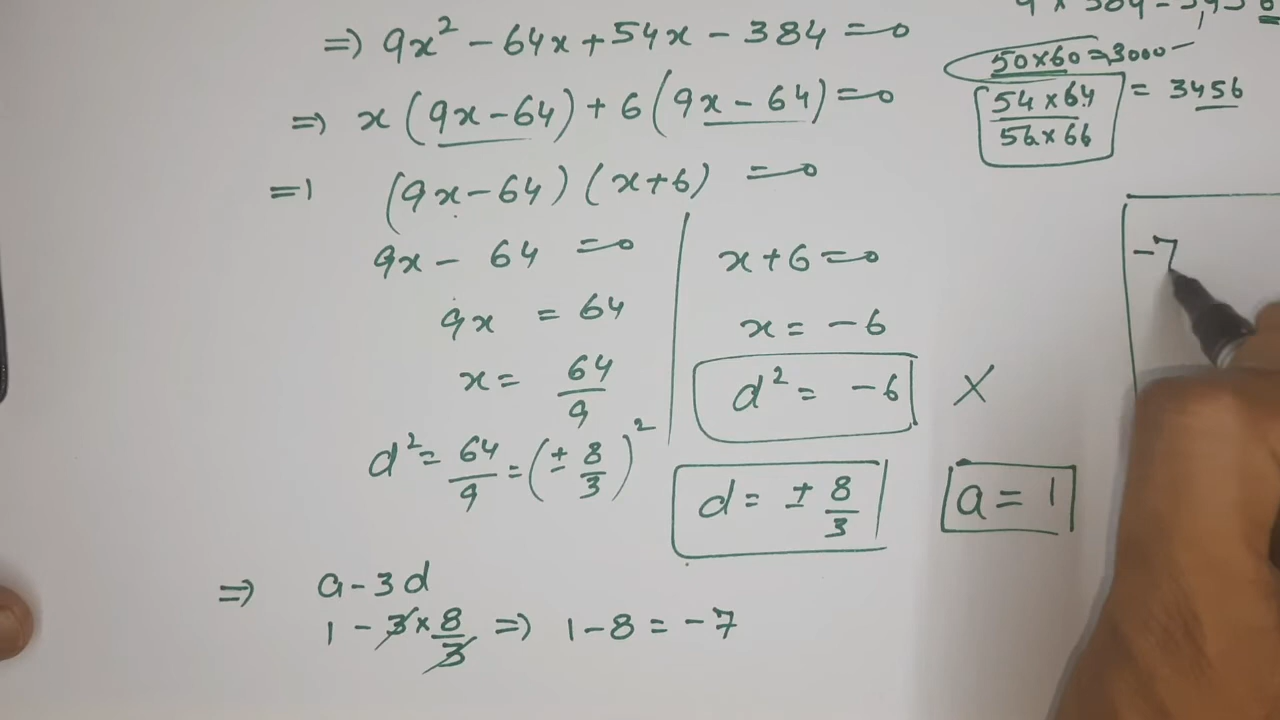 ⇒ 9x² - 64x + 54x - 384 = 0
⇒ x (9x - 64) + 6 (9x - 64) = 0
⇒ (9x - 64) (x + 6) = 0
9x - 64 = 0
9x = 64
x = 64/9
d² = 64/9 = (± 8/3)²
x + 6 = 0
x = -6
d² = -6 X
d = ± 8/3
a = 1
⇒ a - 3d
1 - 3 × 8/3 ⇒ 1 - 8 = -7
50×60 = 3000
54×64 = 3456
56×66
-7